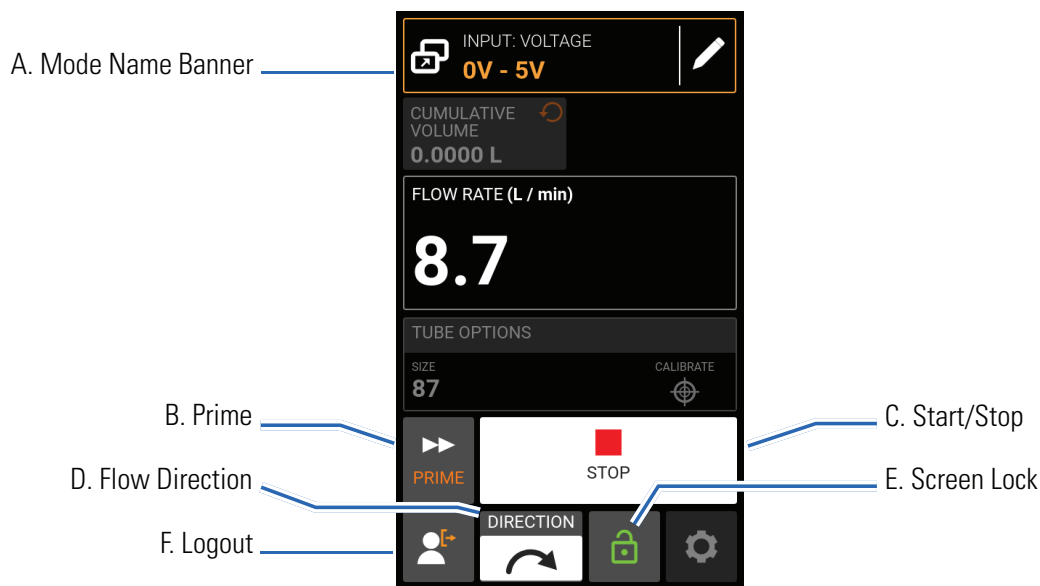 A. Mode Name Banner
INPUT: VOLTAGE
0V - 5V
CUMULATIVE
VOLUME
0.0000 L
FLOW RATE (L / min)
8.7
TUBE OPTIONS
SIZE
87
CALIBRATE
B. Prime
PRIME
STOP
C. Start/Stop
D. Flow Direction
DIRECTION
E. Screen Lock
F. Logout